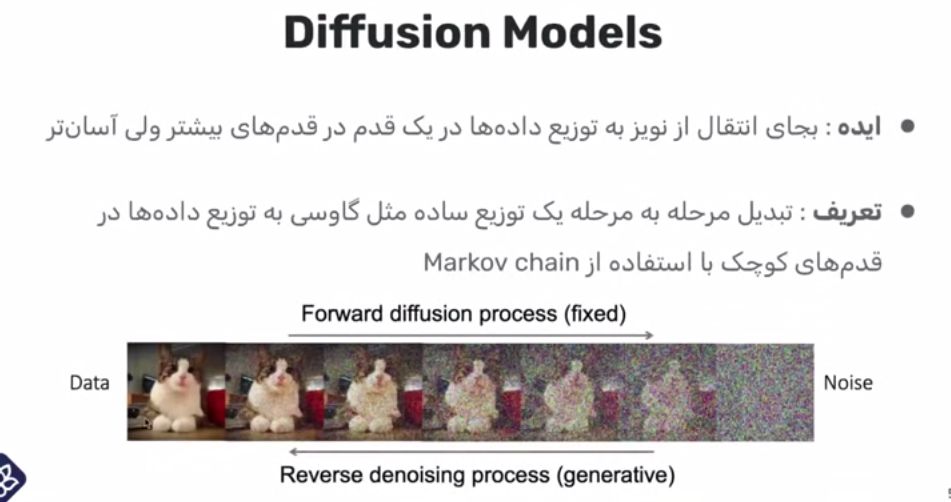 Diffusion Models
ایده : بجای انتقال از نویز به توزیع داده‌ها در یک قدم در قدم‌های بیشتر ولی آسان‌تر
تعریف : تبدیل مرحله به مرحله یک توزیع ساده مثل گاوسی به توزیع داده‌ها در
قدم‌های کوچک با استفاده از Markov chain
Forward diffusion process (fixed)
Data
Noise
Reverse denoising process (generative)